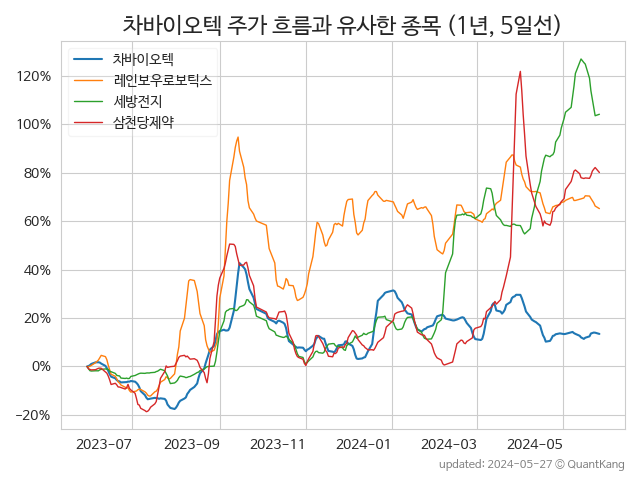 차바이오텍 주가 흐름과 유사한 종목 (1년, 5일선)
차바이오텍
레인보우로보틱스
세방전지
삼천당제약
120%
100%
80%
60%
40%
20%
0%
−20%
2023−07
2023−09
2023−11
2024−01
2024−03
2024−05
updated: 2024−05−27 © QuantKang